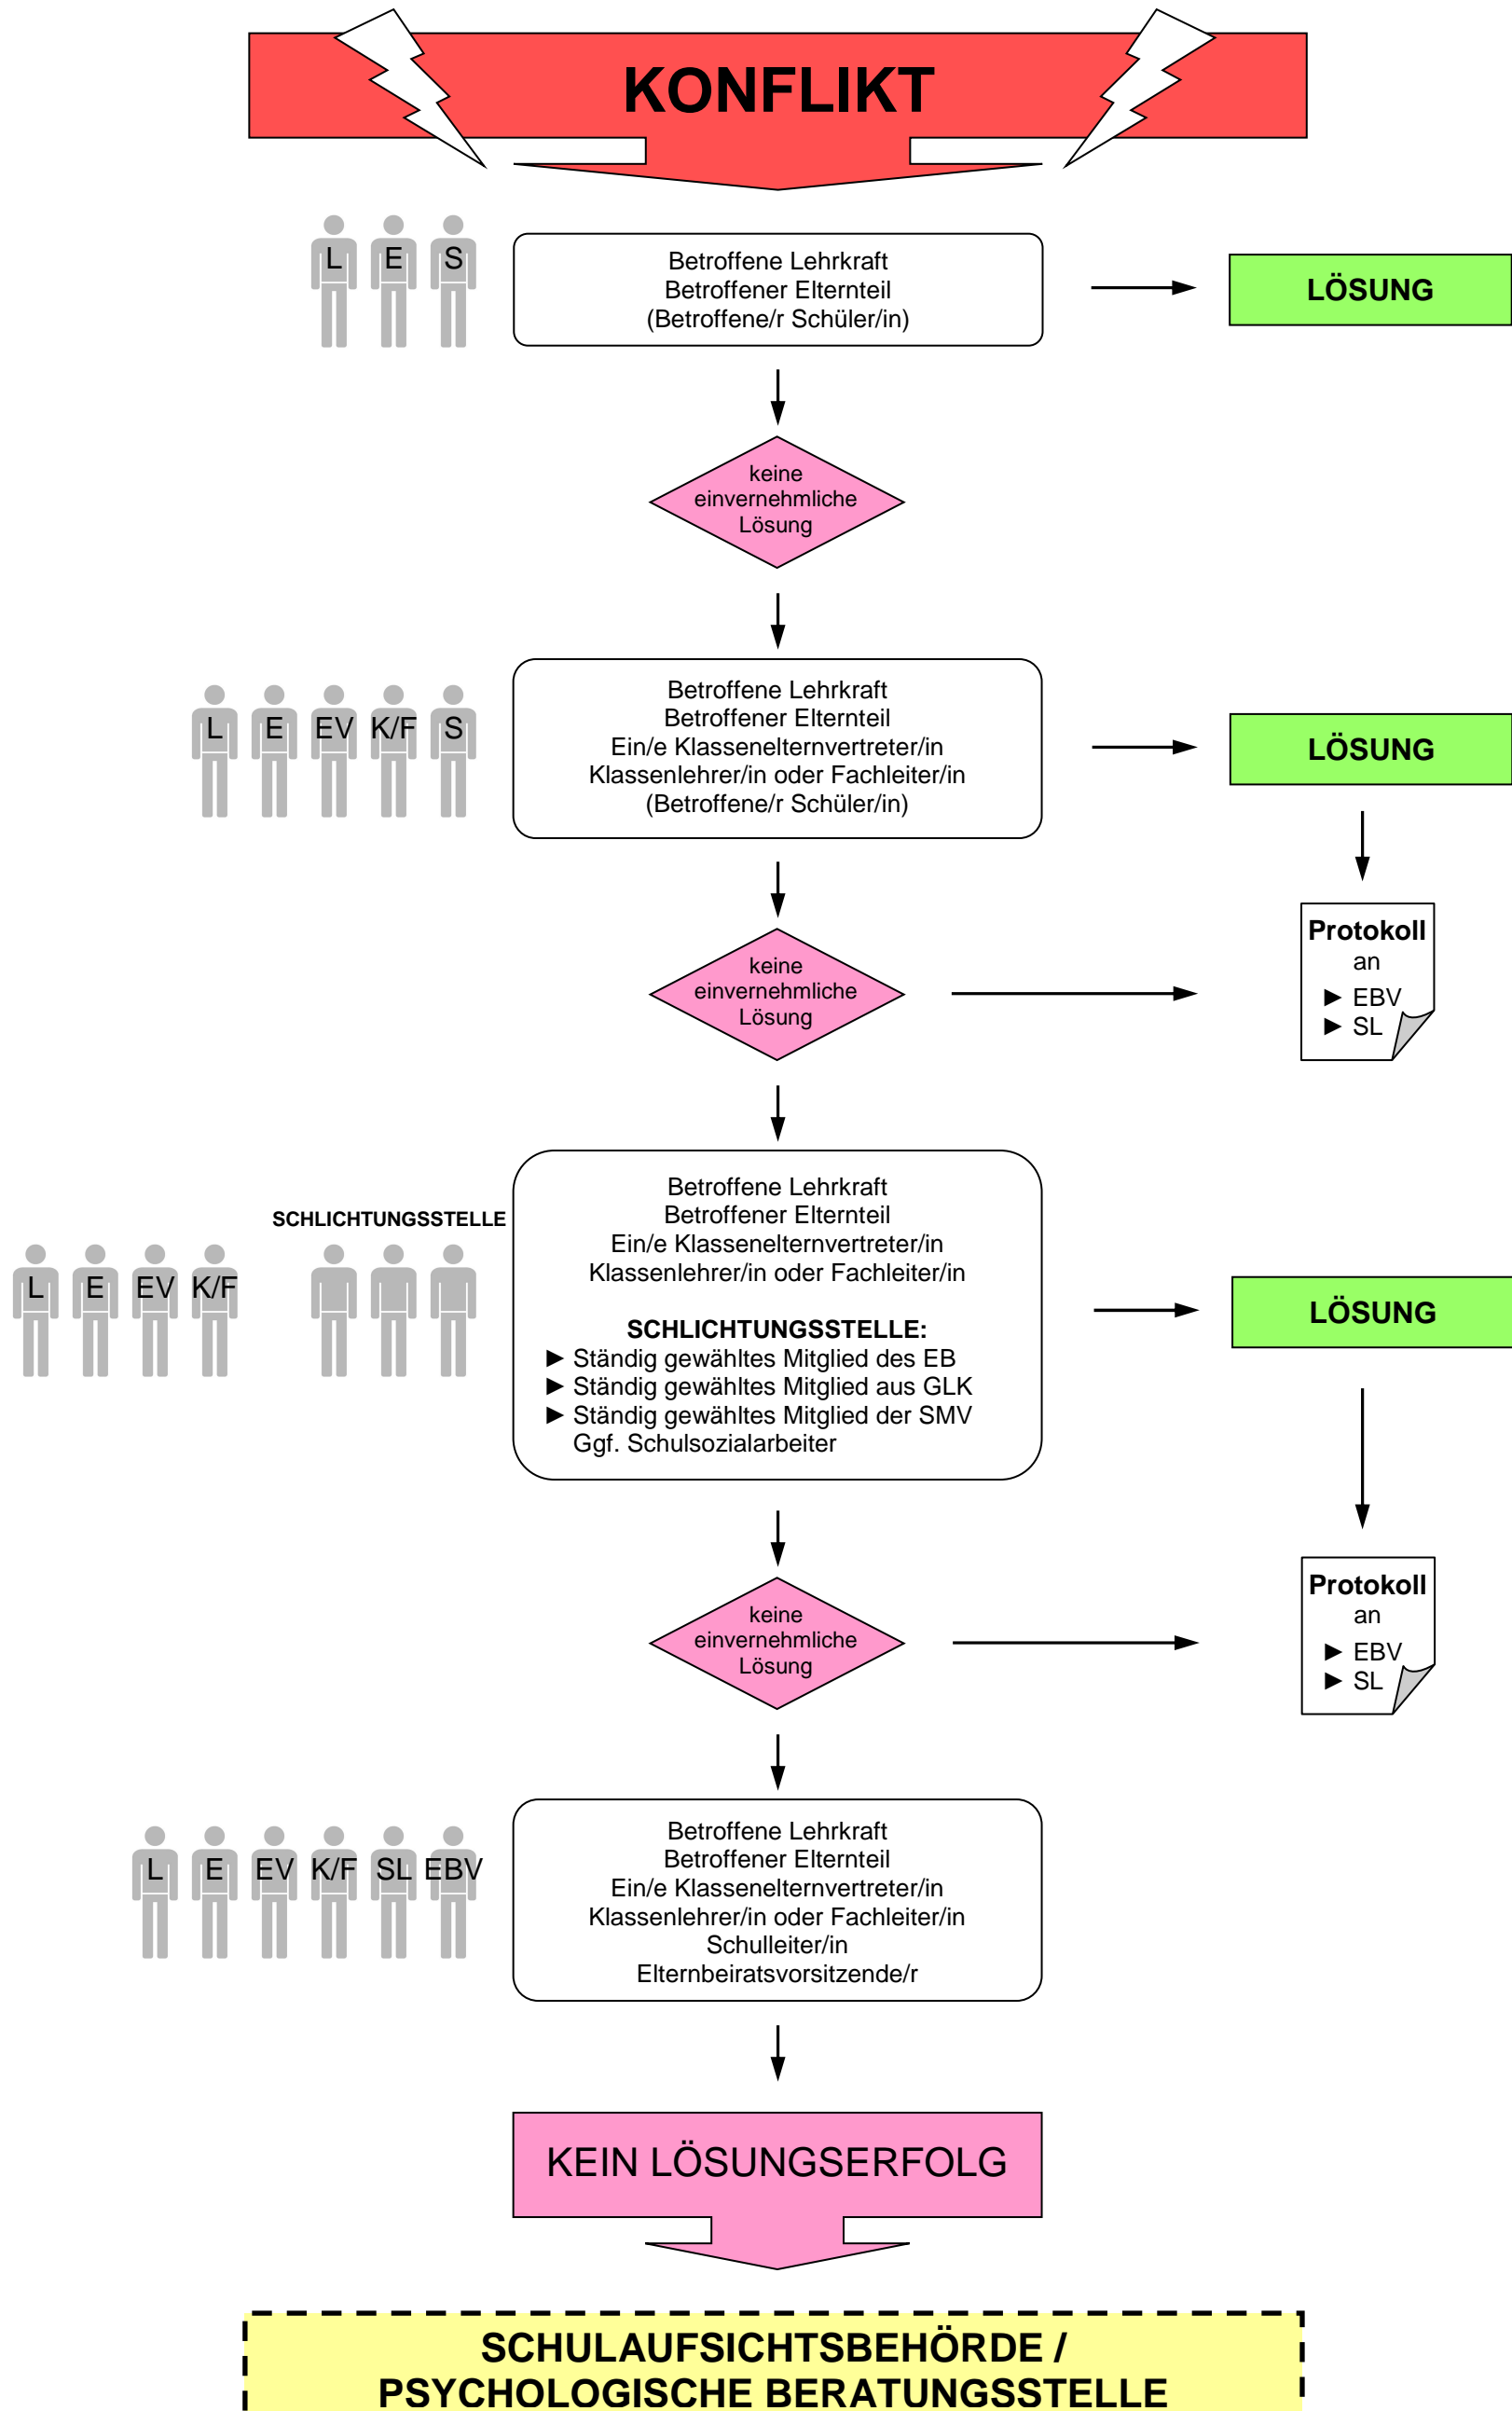 KONFLIKT
L E S
Betroffene Lehrkraft
Betroffener Elternteil
(Betroffene/r Schüler/in)
LÖSUNG
keine
einvernehmliche
Lösung
L E EV K/F S
Betroffene Lehrkraft
Betroffener Elternteil
Ein/e Klassenelternvertreter/in
Klassenlehrer/in oder Fachleiter/in
(Betroffene/r Schüler/in)
LÖSUNG
keine
einvernehmliche
Lösung
Protokoll
an
► EBV
► SL
SCHLICHTUNGSSTELLE
L E EV K/F
Betroffene Lehrkraft
Betroffener Elternteil
Ein/e Klassenelternvertreter/in
Klassenlehrer/in oder Fachleiter/in
SCHLICHTUNGSSTELLE:
► Ständig gewähltes Mitglied des EB
► Ständig gewähltes Mitglied aus GLK
► Ständig gewähltes Mitglied der SMV
Ggf. Schulsozialarbeiter
LÖSUNG
keine
einvernehmliche
Lösung
Protokoll
an
► EBV
► SL
L E EV K/F SL EBV
Betroffene Lehrkraft
Betroffener Elternteil
Ein/e Klassenelternvertreter/in
Klassenlehrer/in oder Fachleiter/in
Schulleiter/in
Elternbeiratsvorsitzende/r
KEIN LÖSUNGSERFOLG
SCHULAUFSICHTSBEHÖRDE /
PSYCHOLOGISCHE BERATUNGSSTELLE